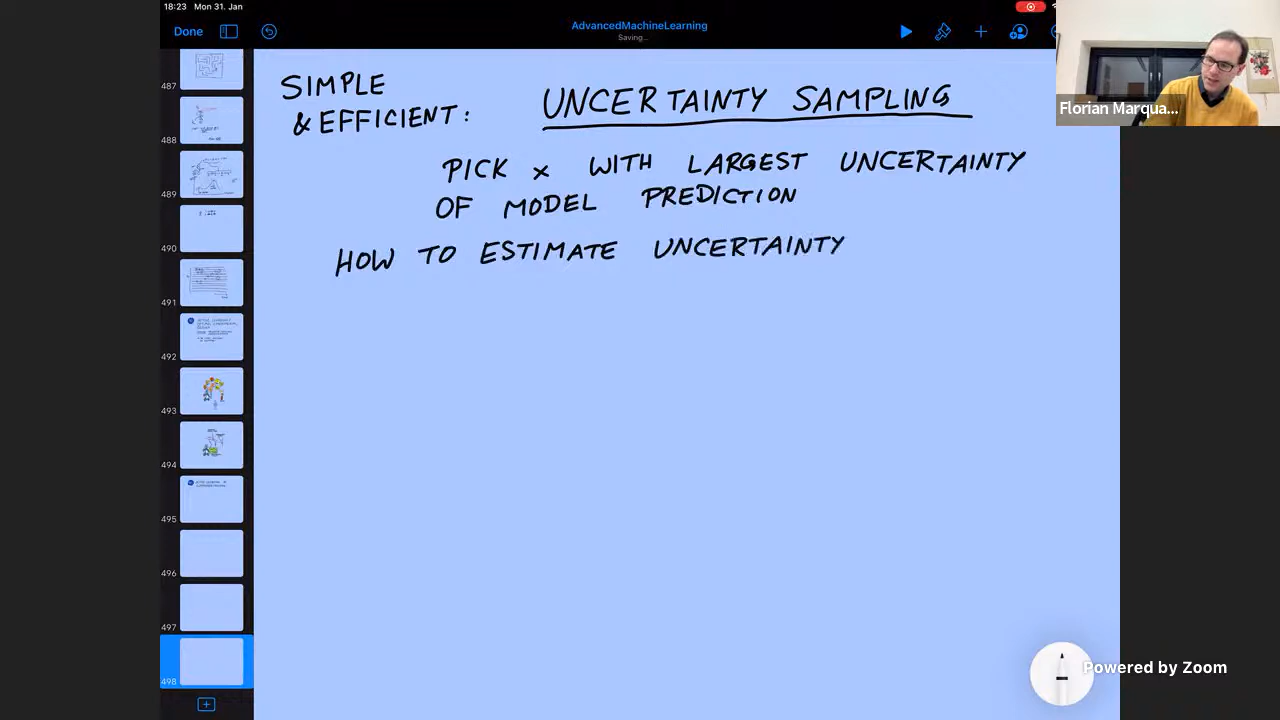 18:23 Mon 31. Jan
Done
AdvancedMachineLearning
Saving...
SIMPLE
& EFFICIENT: UNCERTAINTY SAMPLING
PICK x WITH LARGEST UNCERTAINTY
OF MODEL PREDICTION
HOW TO ESTIMATE UNCERTAINTY
Florian Marqua...
487
488
489
490
491
492
493
494
495
496
497
498
Powered by Zoom